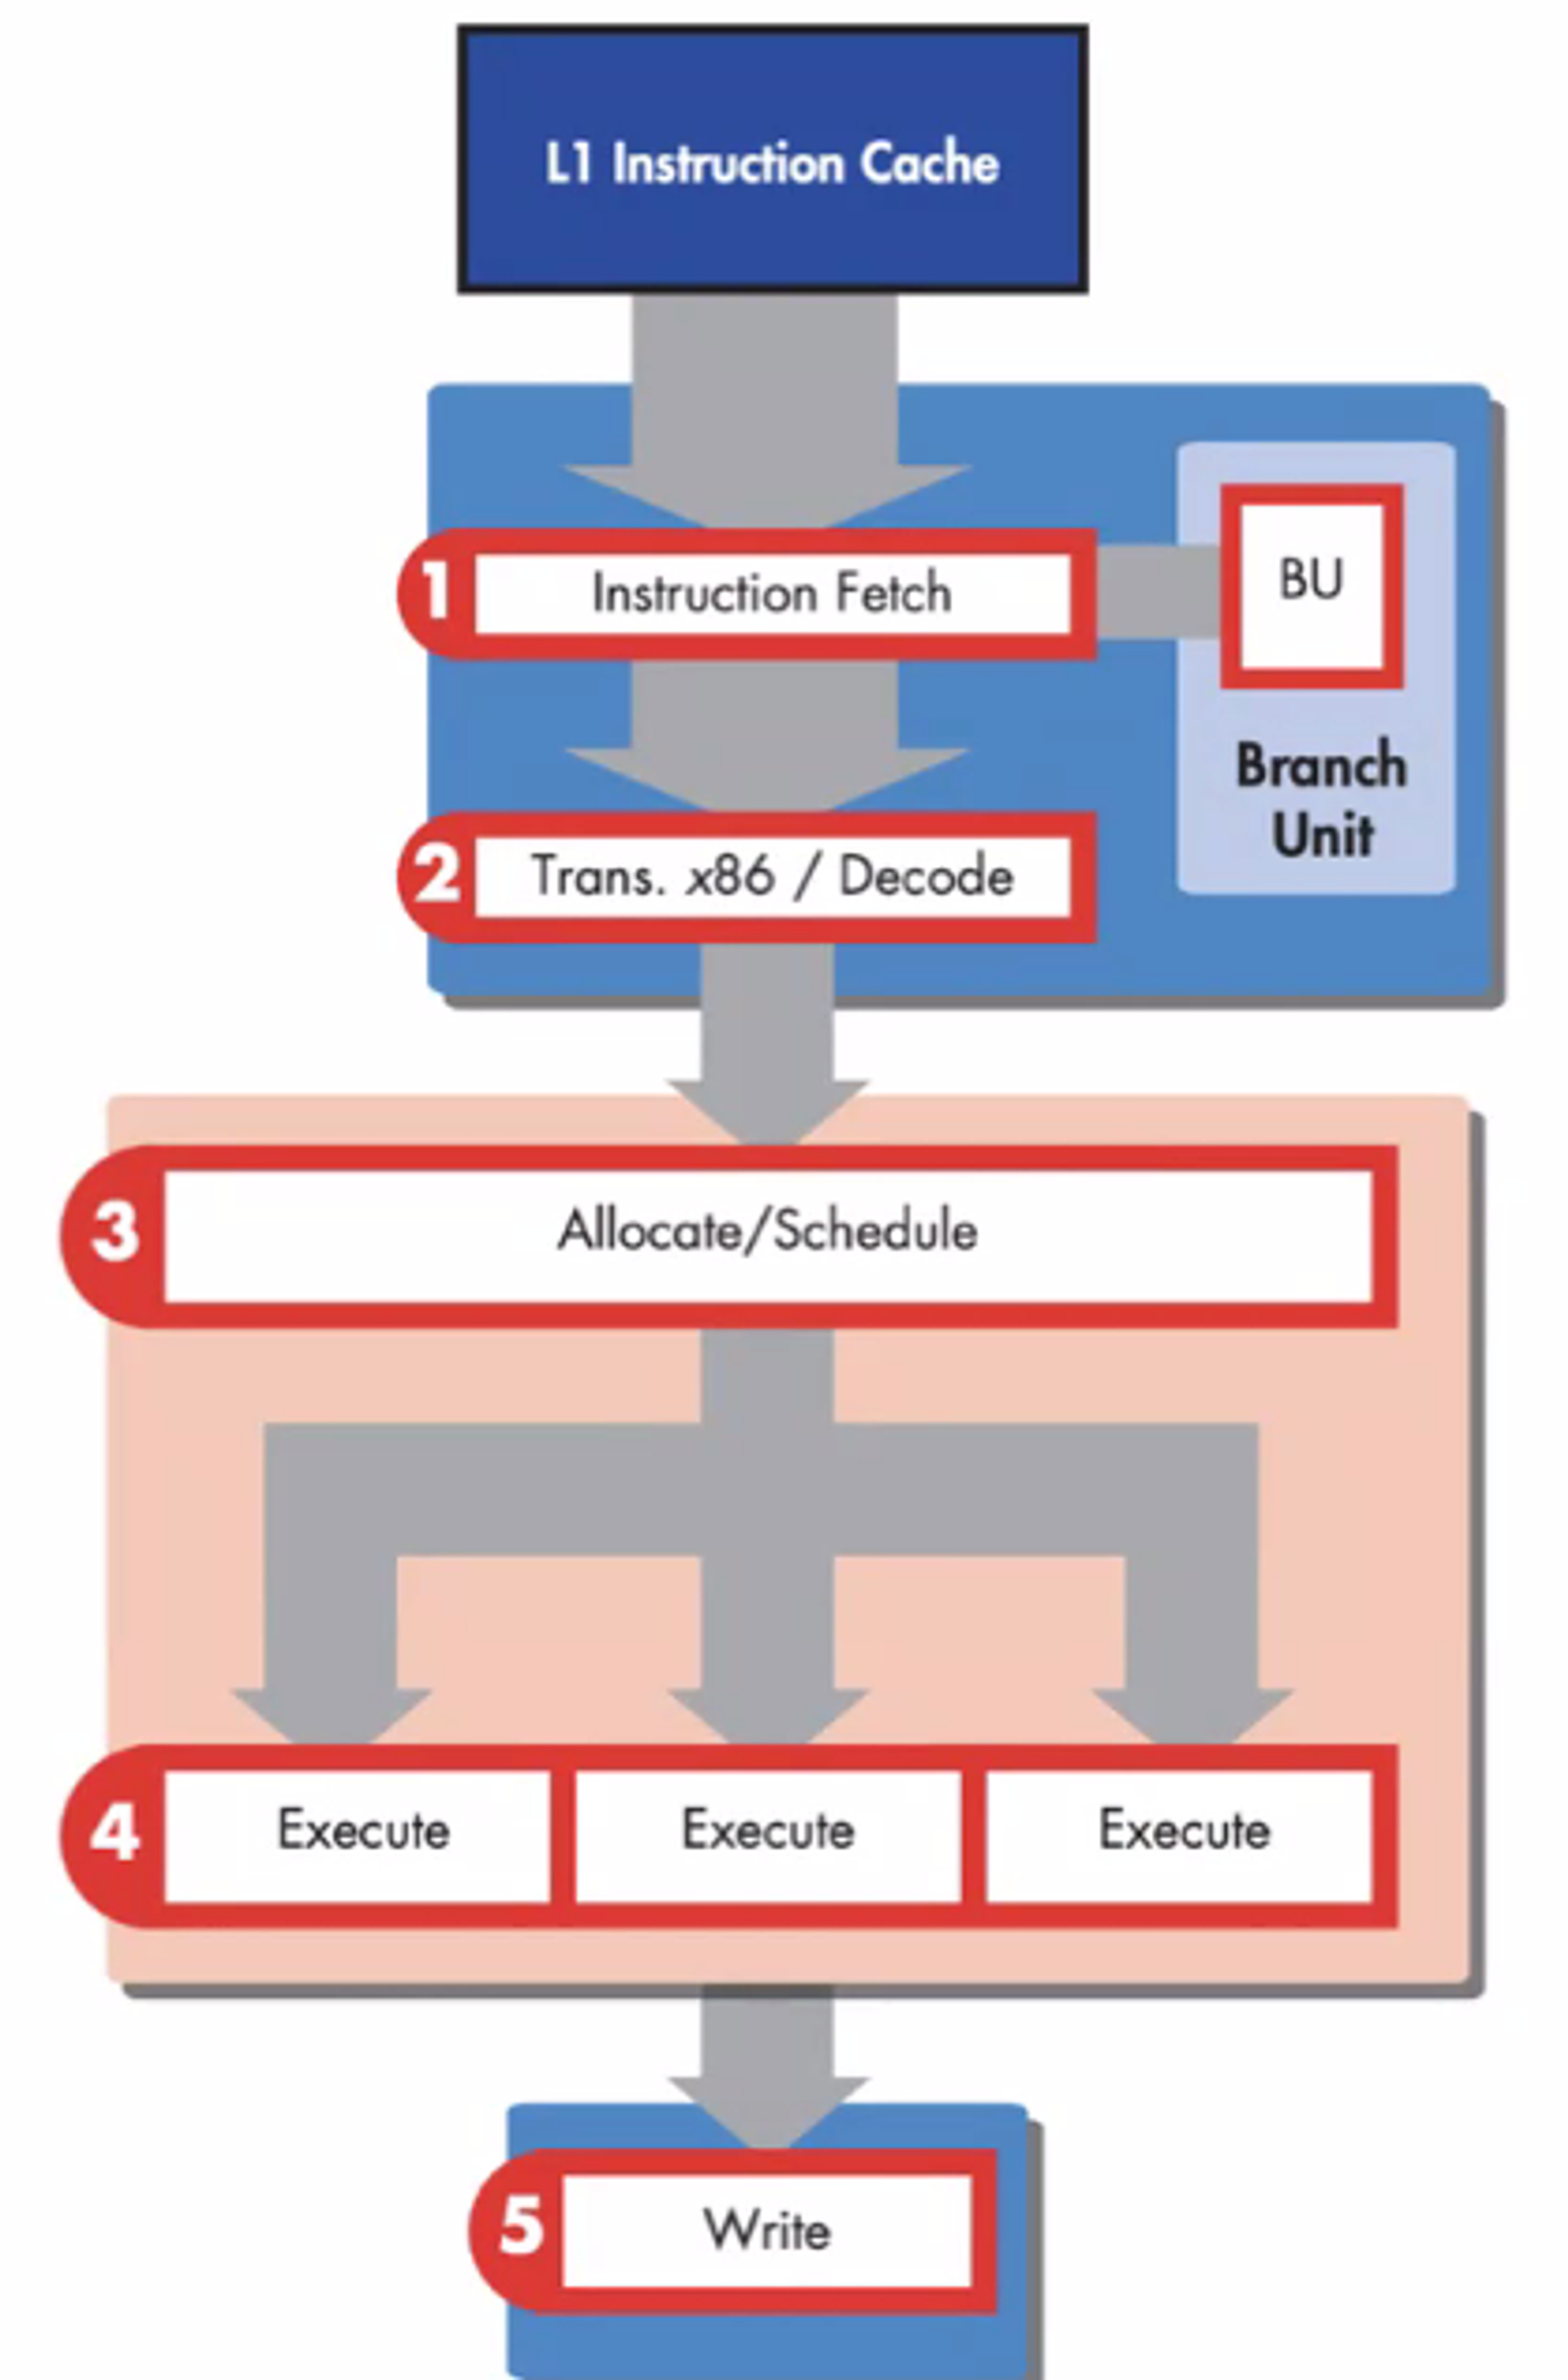 L1 Instruction Cache
1
Instruction Fetch
BU
Branch
Unit
2
Trans. x86 / Decode
3
Allocate/Schedule
4
Execute
Execute
Execute
5
Write